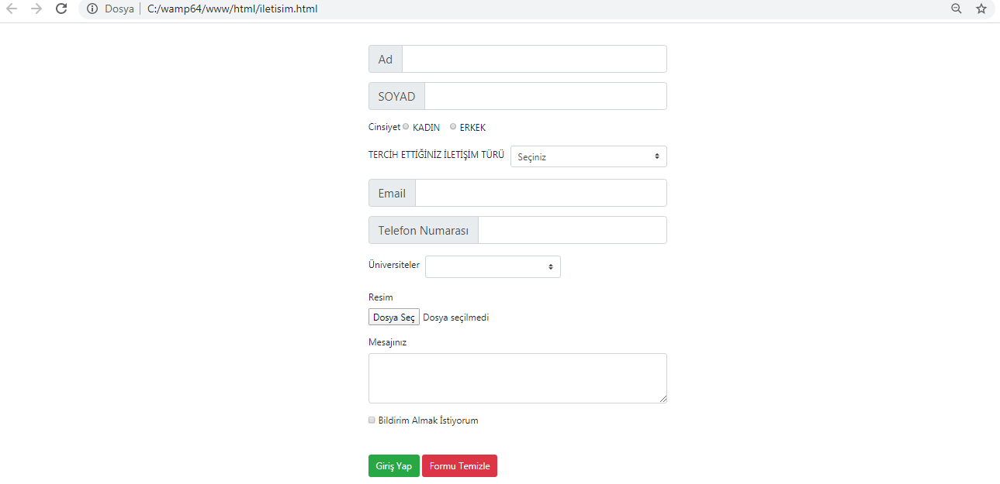 Dosya C:/wamp64/www/html/iletisim.html
Ad
SOYAD
Cinsiyet KADIN ERKEK
TERCİH ETTİĞİNİZ İLETİŞİM TÜRÜ Seçiniz
Email
Telefon Numarası
Üniversiteler
Resim
Dosya Seç Dosya seçilmedi
Mesajınız
Bildirim Almak İstiyorum
Giriş Yap Formu Temizle